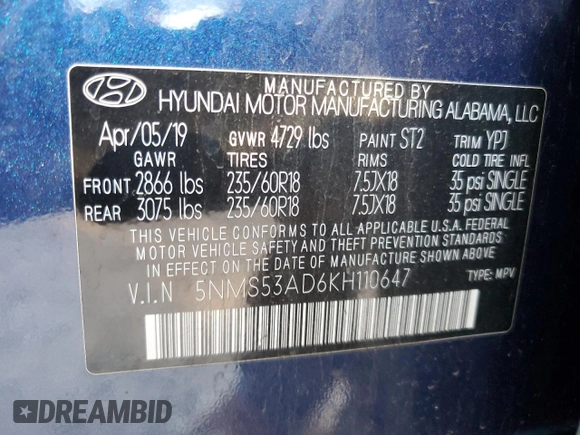 MANUFACTURED BY
HYUNDAI MOTOR MANUFACTURING ALABAMA, LLC
Apr/05/19 GVWR 4729 lbs PAINT ST2 TRIM YPJ
GAWR TIRES RIMS COLD TIRE INFL
FRONT 2866 lbs 235/60R18 7.5JX18 35 psi SINGLE
REAR 3075 lbs 235/60R18 7.5JX18 35 psi SINGLE
THIS VEHICLE CONFORMS TO ALL APPLICABLE U.S.A. FEDERAL
MOTOR VEHICLE SAFETY AND THEFT PREVENTION STANDARDS
IN EFFECT ON THE DATE OF MANUFACTURE SHOWN ABOVE.
V.I.N 5NMS53AD6KH110647 TYPE: MPV
DREAMBID